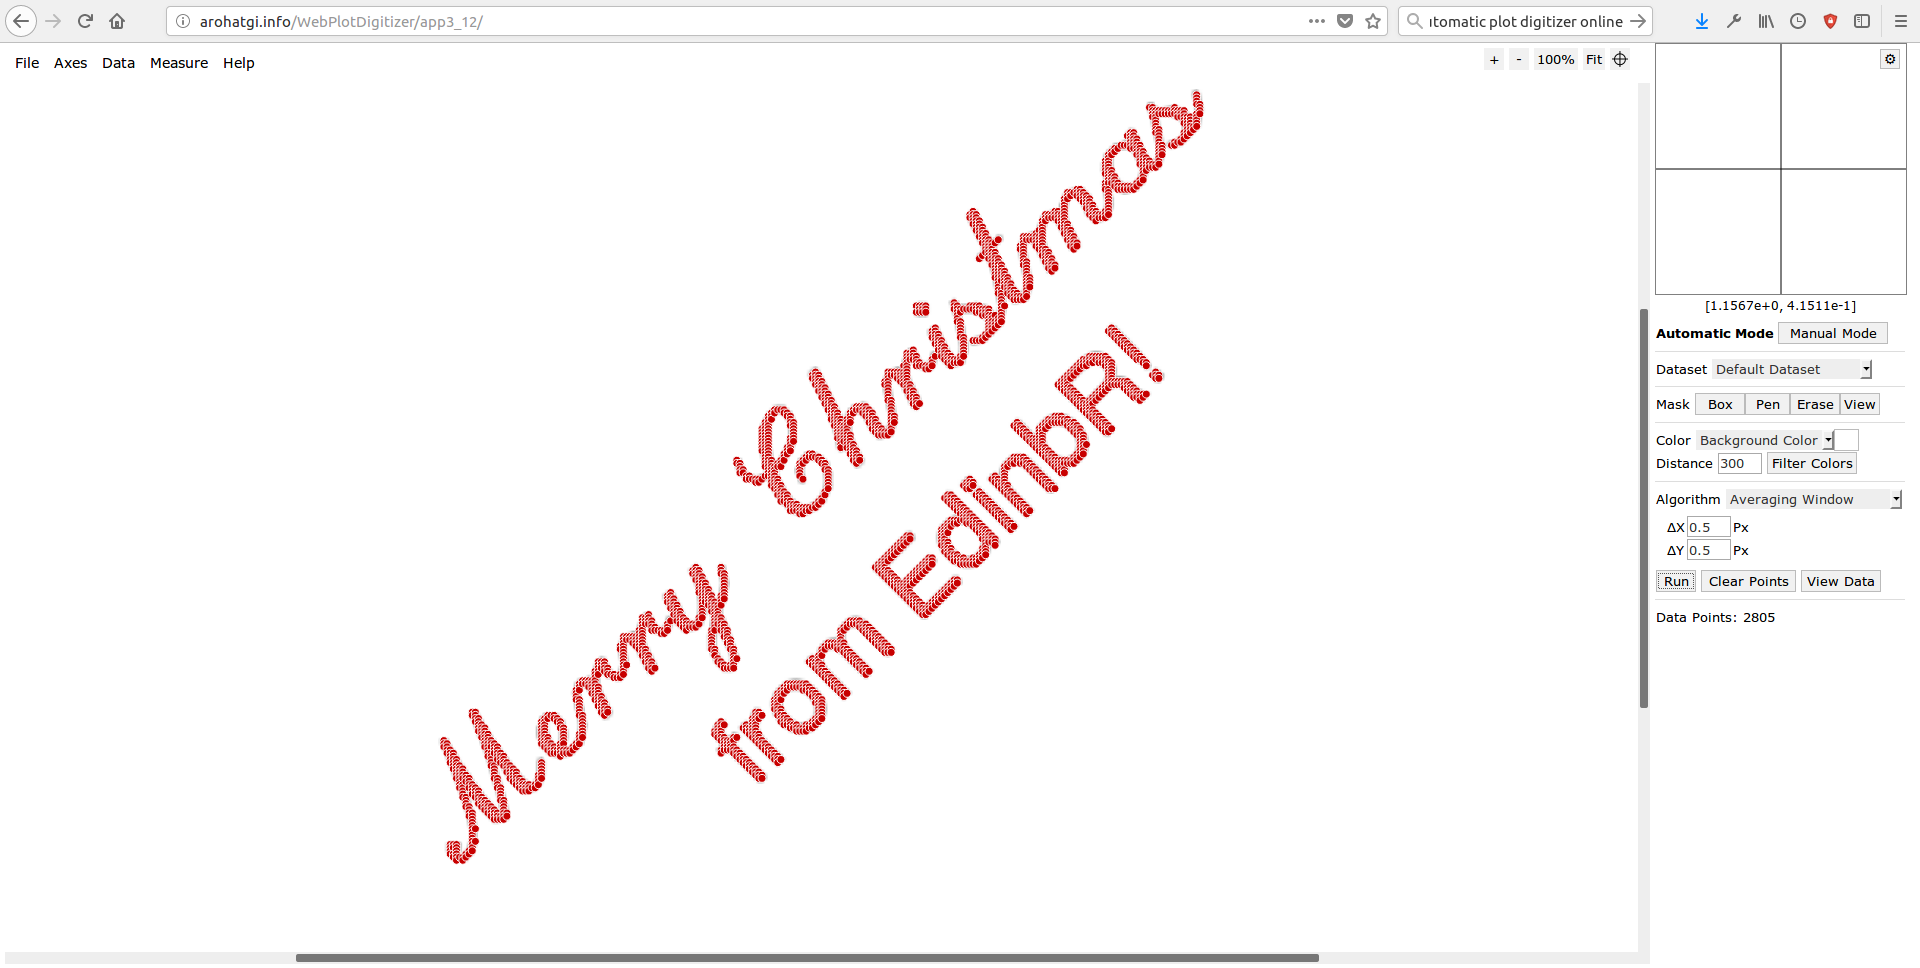 arohatgi.info/WebPlotDigitizer/app3_12/
tomatic plot digitizer online
File Axes Data Measure Help
+ - 100% Fit
Merry Christmas
from EdinbR!
[1.1567e+0, 4.1511e-1]
Automatic Mode Manual Mode
Dataset Default Dataset
Mask Box Pen Erase View
Color Background Color
Distance 300 Filter Colors
Algorithm Averaging Window
ΔX 0.5 Px
ΔY 0.5 Px
Run Clear Points View Data
Data Points: 2805